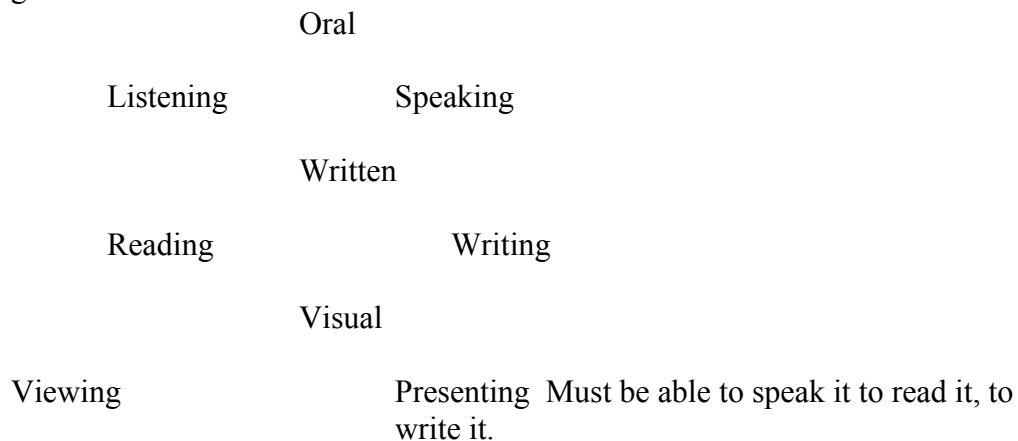 Oral
Listening Speaking
Written
Reading Writing
Visual
Viewing Presenting Must be able to speak it to read it, to
write it.